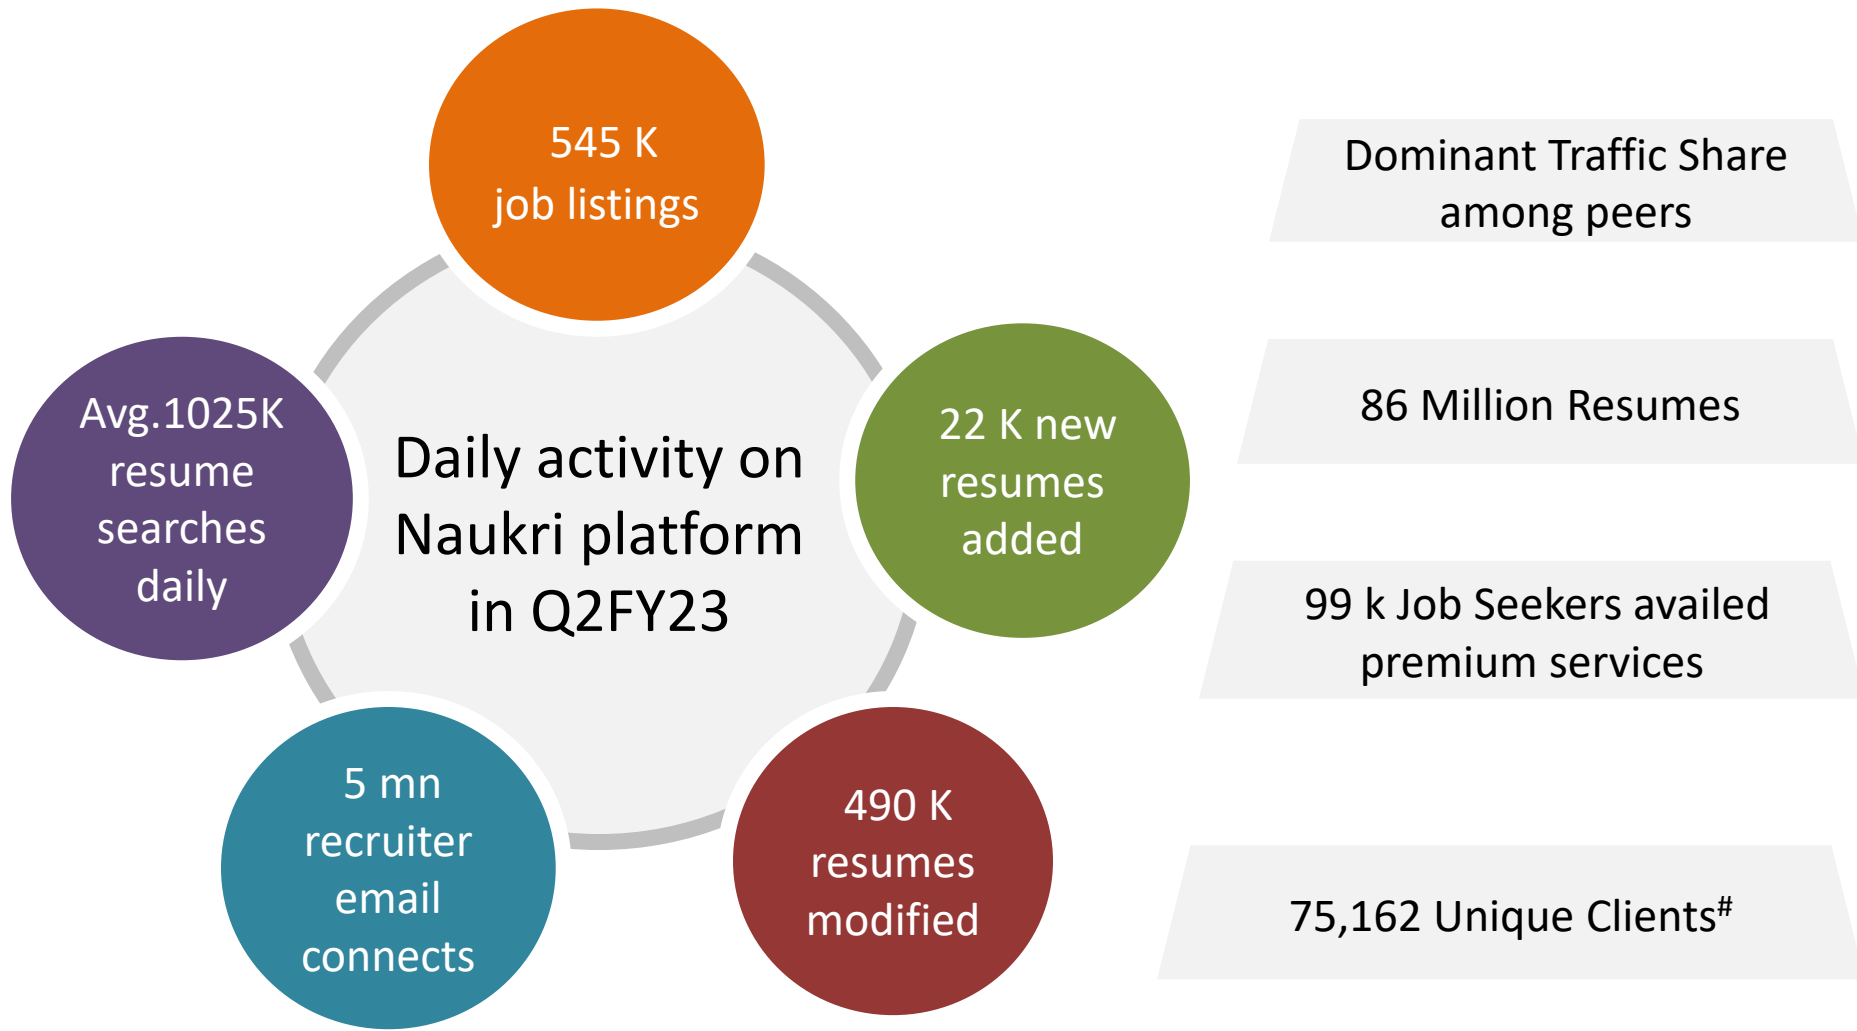 545 K
job listings
Avg.1025K
resume
searches
daily
Daily activity on
Naukri platform
in Q2FY23
22 K new
resumes
added
5 mn
recruiter
email
connects
490 K
resumes
modified
Dominant Traffic Share
among peers
86 Million Resumes
99 k Job Seekers availed
premium services
75,162 Unique Clients#